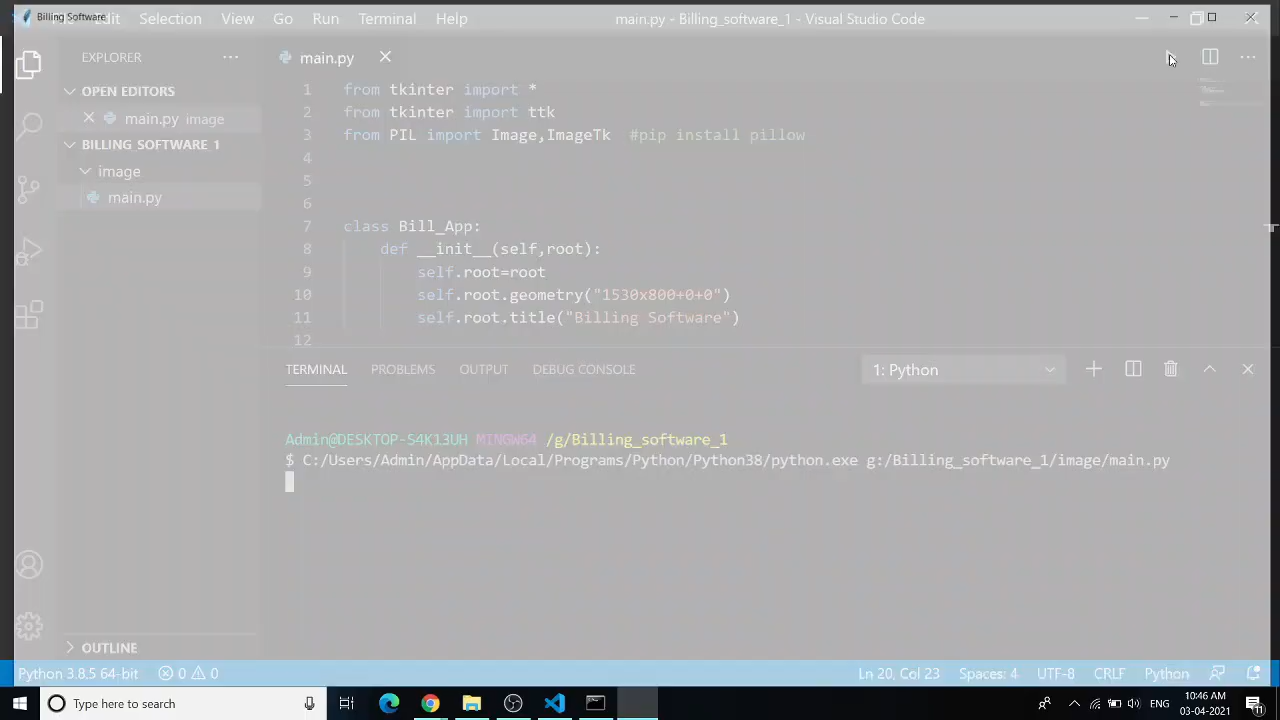 Billing Software
Edit Selection View Go Run Terminal Help main.py - Billing_software_1 - Visual Studio Code
EXPLORER ··· main.py
OPEN EDITORS
main.py image
BILLING_SOFTWARE_1
image
main.py
1 from tkinter import *
2 from tkinter import ttk
3 from PIL import Image,ImageTk #pip install pillow
4
5
6
7 class Bill_App:
8 def __init__(self,root):
9 self.root=root
10 self.root.geometry("1530x800+0+0")
11 self.root.title("Billing Software")
12
TERMINAL PROBLEMS OUTPUT DEBUG CONSOLE 1: Python
Admin@DESKTOP-S4K13UH MINGW64 /g/Billing_software_1
$ C:/Users/Admin/AppData/Local/Programs/Python/Python38/python.exe g:/Billing_software_1/image/main.py
OUTLINE
Python 3.8.5 64-bit 0 0 Ln 20, Col 23 Spaces: 4 UTF-8 CRLF Python
Type here to search ENG 10:46 AM
03-04-2021 11